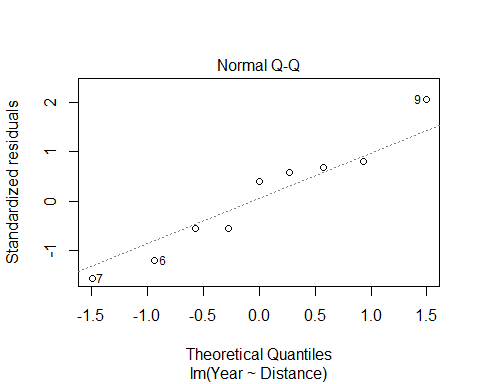 Normal Q-Q
Standardized residuals
2
1
0
-1
9
6
7
-1.5 -1.0 -0.5 0.0 0.5 1.0 1.5
Theoretical Quantiles
lm(Year ~ Distance)